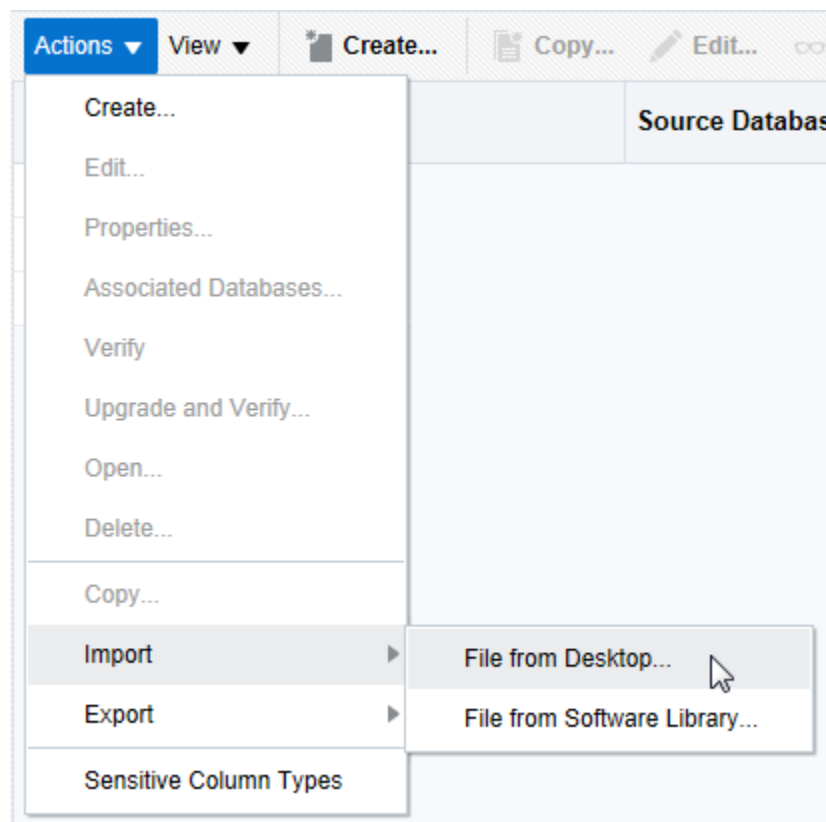 Actions View Create... Copy... Edit...
Create...
Source Databas
Edit...
Properties...
Associated Databases...
Verify
Upgrade and Verify...
Open...
Delete...
Copy...
Import
File from Desktop...
Export
File from Software Library...
Sensitive Column Types